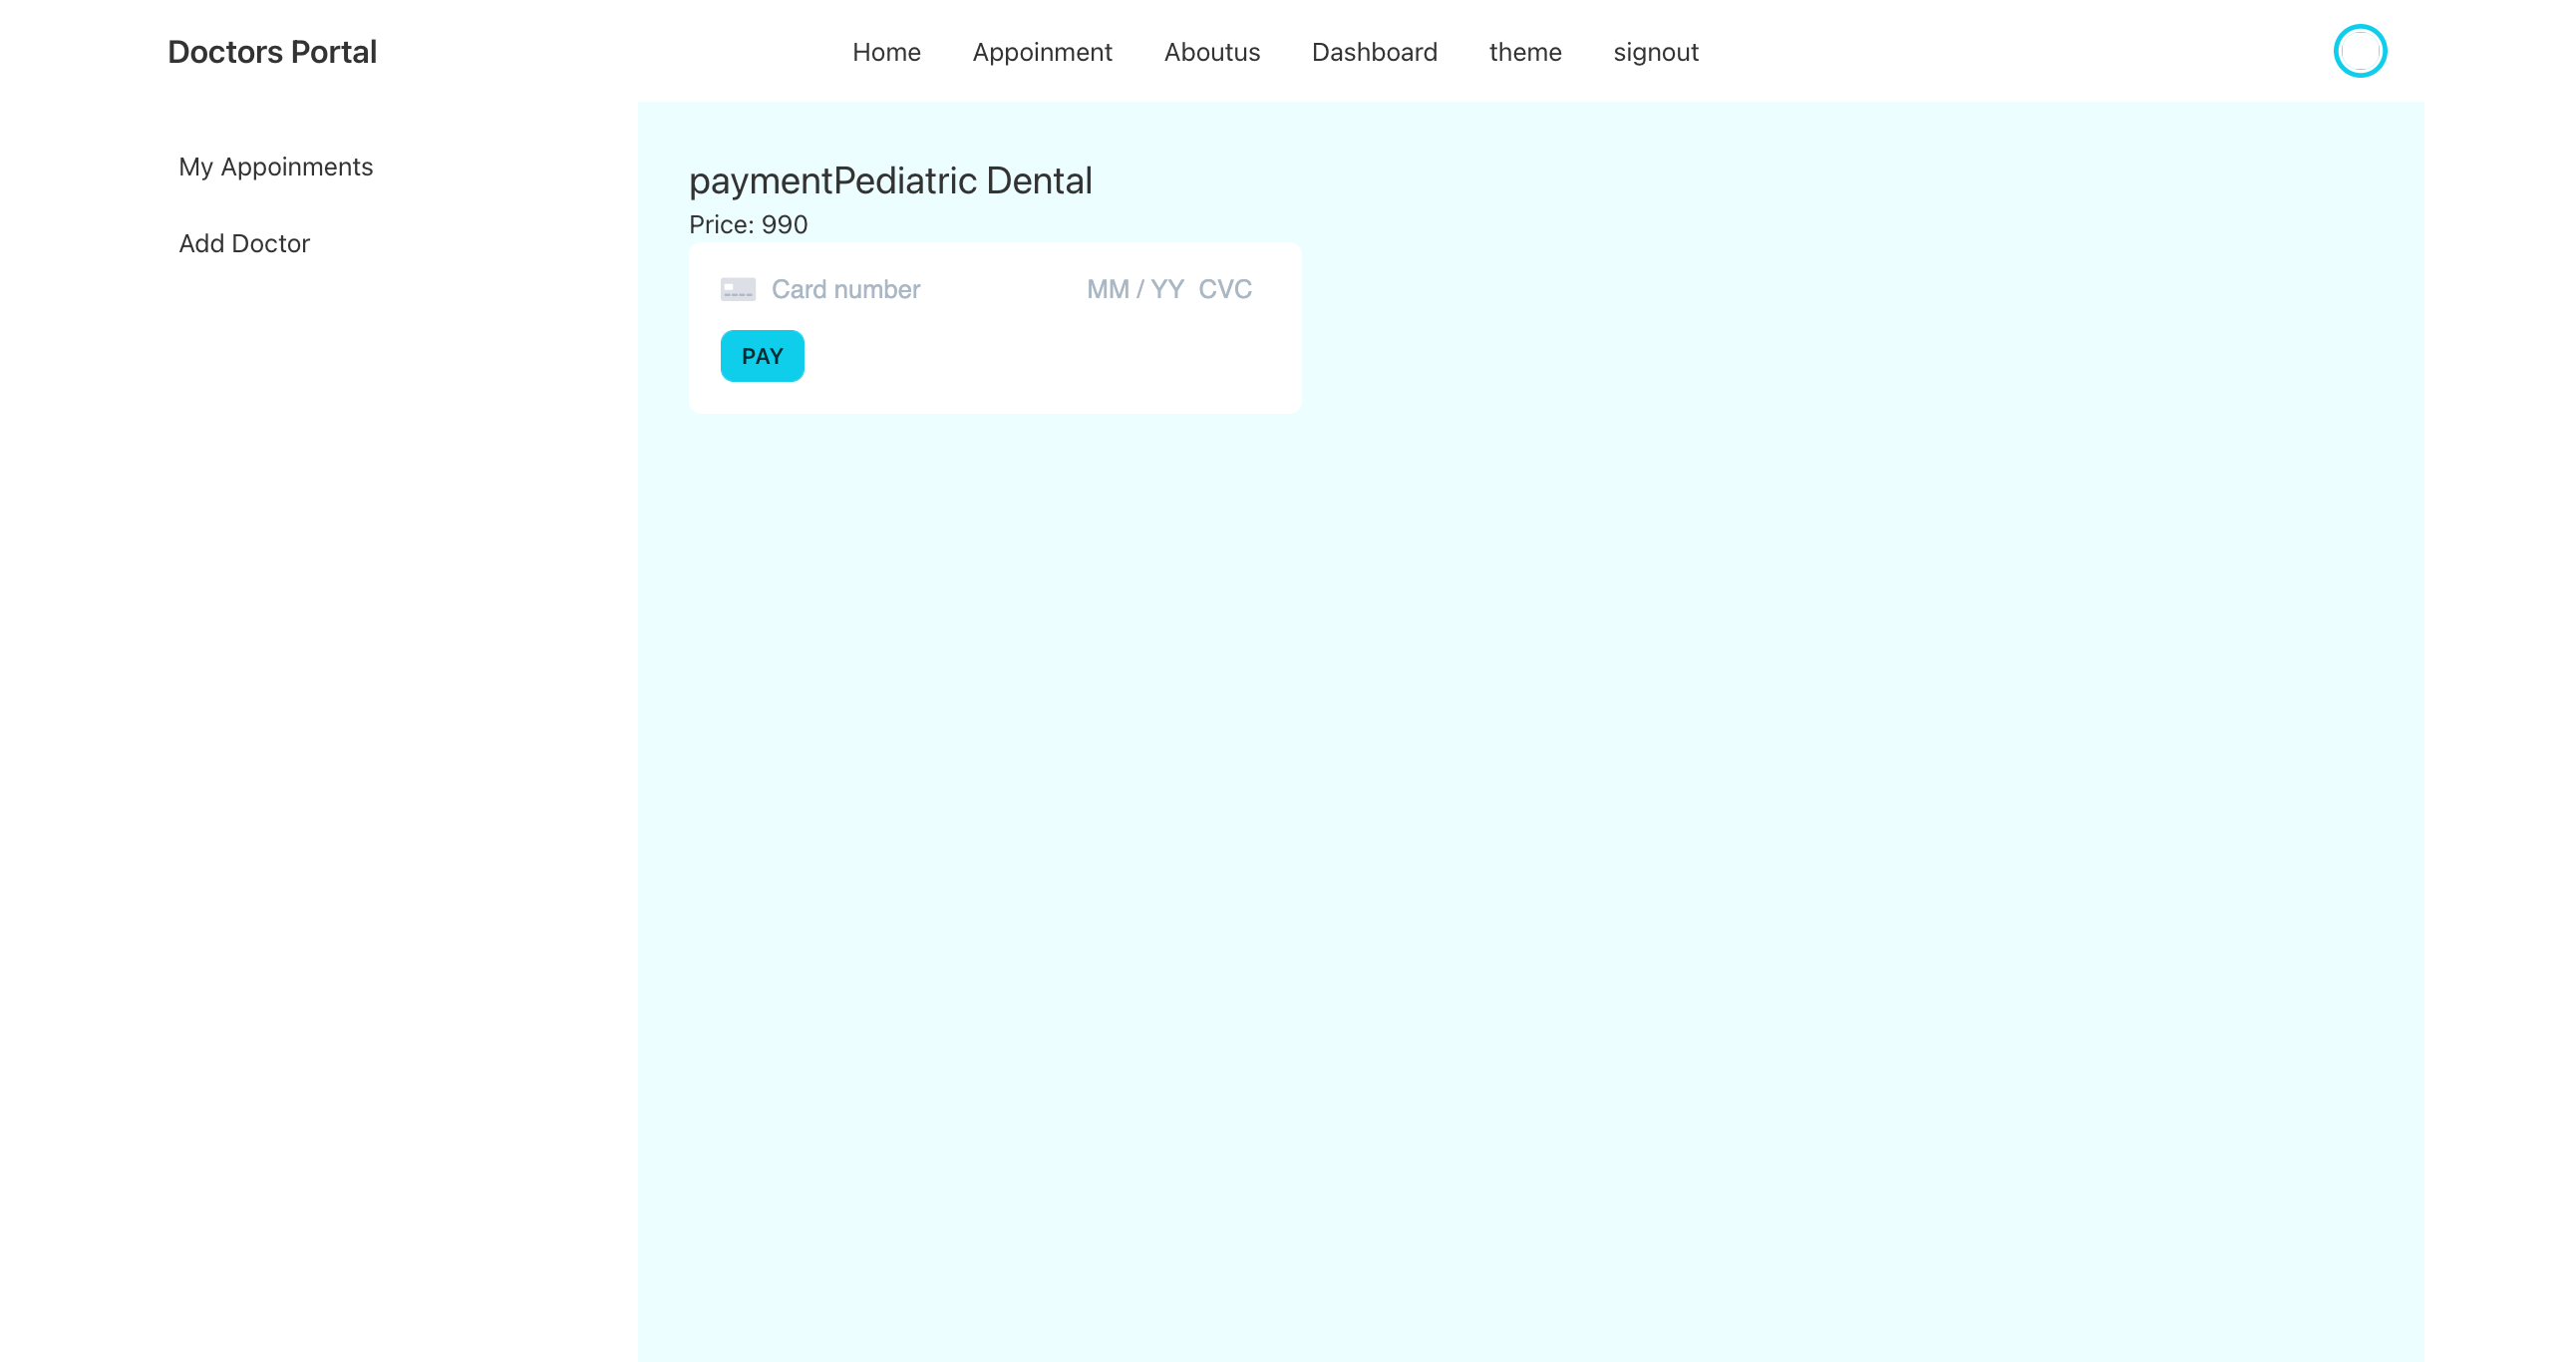 Doctors Portal
Home Appoinment Aboutus Dashboard theme signout
My Appoinments
Add Doctor
paymentPediatric Dental
Price: 990
Card number MM / YY CVC
PAY